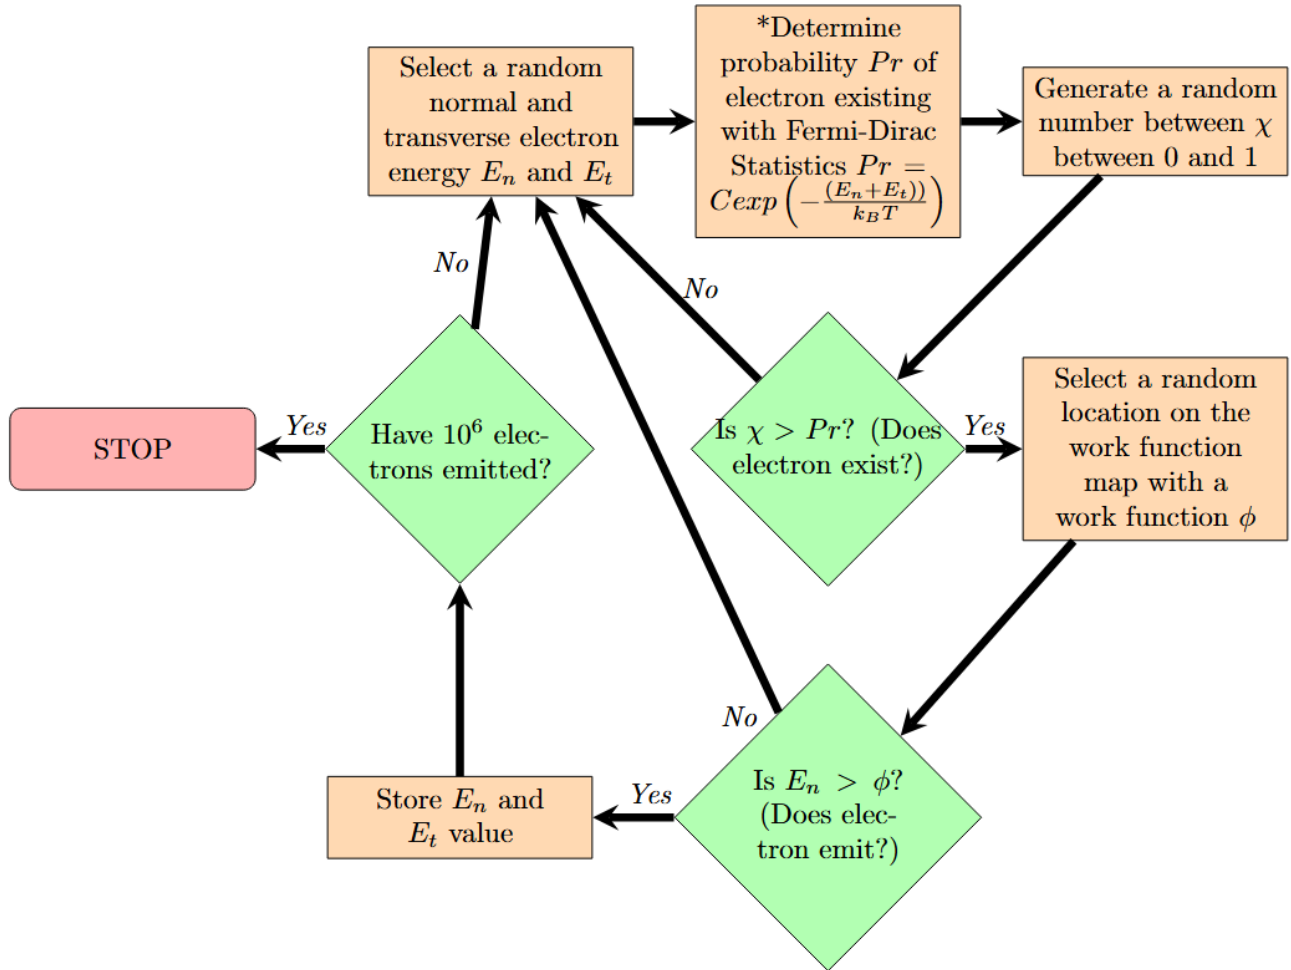 Select a random
normal and
transverse electron
energy E_n and E_t
*Determine
probability Pr of
electron existing
with Fermi-Dirac
Statistics Pr =
Cexp(−(E_n+E_t))/(k_BT))
Generate a random
number between χ
between 0 and 1
No
No
Is χ > Pr? (Does
electron exist?)
Yes
Select a random
location on the
work function
map with a
work function ϕ
Have 10^6 elec-
trons emitted?
Yes
STOP
No
Is E_n > ϕ?
(Does elec-
tron emit?)
Yes
Store E_n and
E_t value